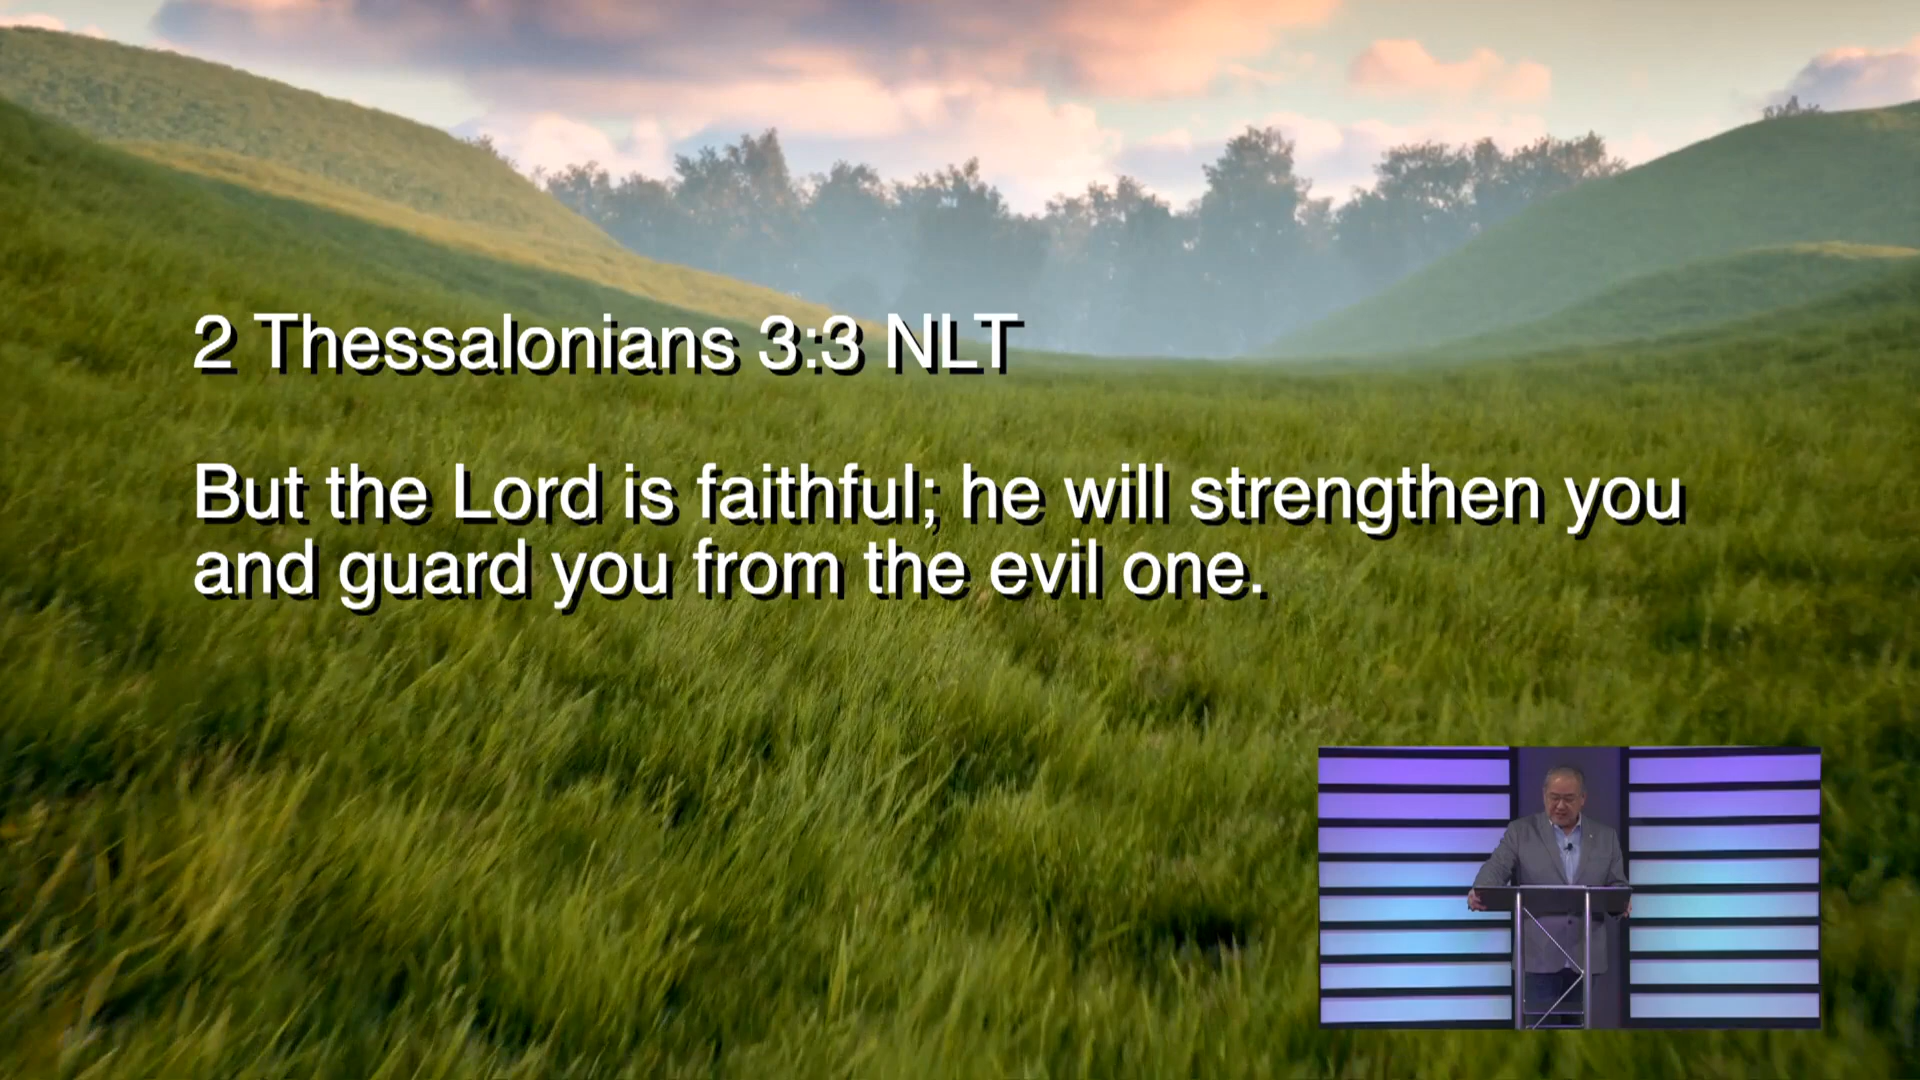 2 Thessalonians 3:3 NLT
But the Lord is faithful; he will strengthen you
and guard you from the evil one.